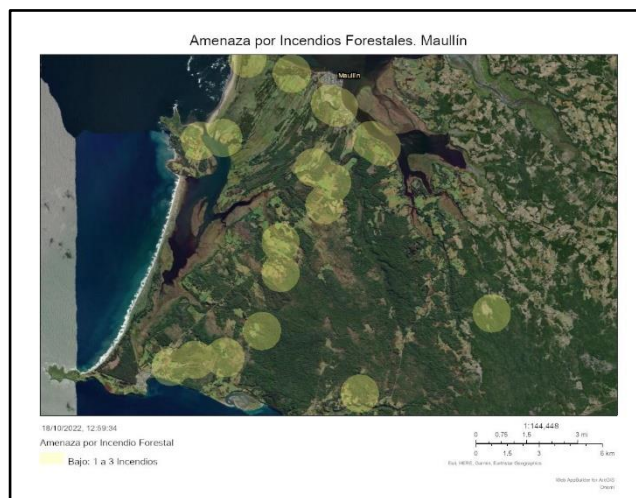 Amenaza por Incendios Forestales. Maullín
Maullín
18/10/2022, 12:59:34
Amenaza por Incendio Forestal
Bajo: 1 a 3 Incendios
1:144,448
0 0.75 1.5 3 mi
0 1.5 3 6 km
Esri, HERE, Garmin, Earthstar Geographics
Web AppBuilder for ArcGIS